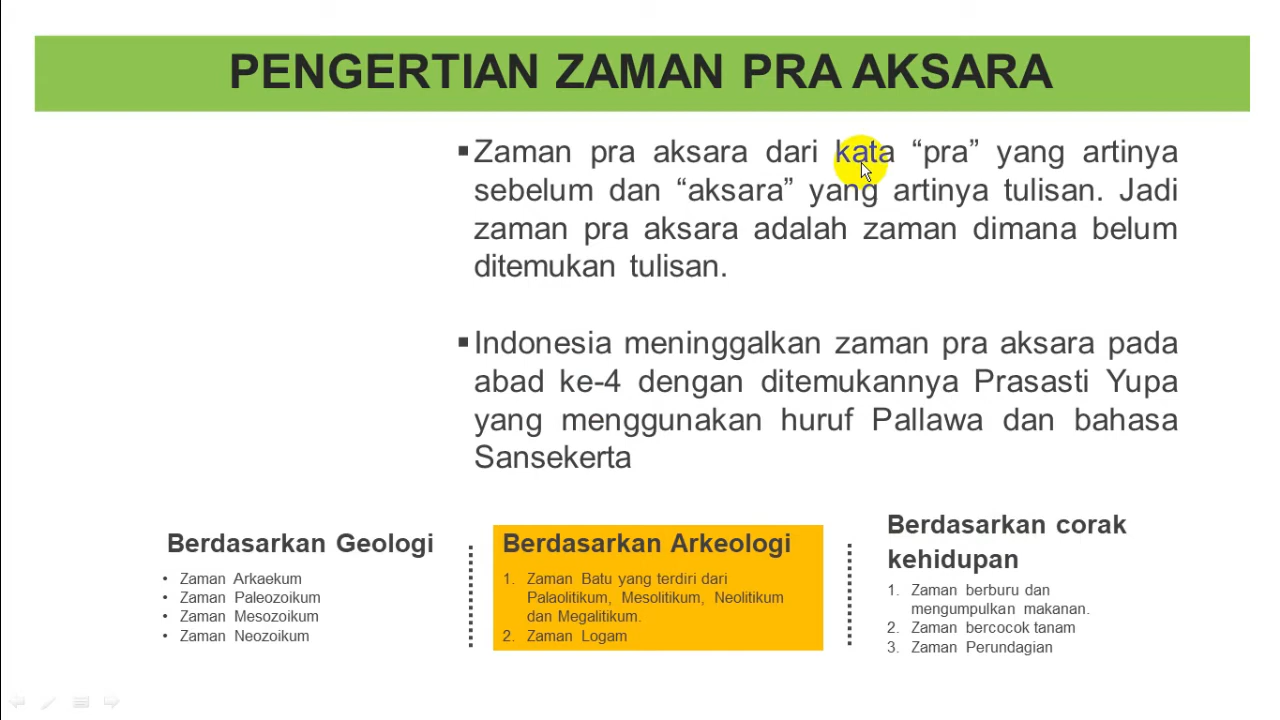 PENGERTIAN ZAMAN PRA AKSARA
▪Zaman pra aksara dari kata “pra” yang artinya
sebelum dan “aksara” yang artinya tulisan. Jadi
zaman pra aksara adalah zaman dimana belum
ditemukan tulisan.
▪Indonesia meninggalkan zaman pra aksara pada
abad ke-4 dengan ditemukannya Prasasti Yupa
yang menggunakan huruf Pallawa dan bahasa
Sansekerta
Berdasarkan Geologi
• Zaman Arkaekum
• Zaman Paleozoikum
• Zaman Mesozoikum
• Zaman Neozoikum
Berdasarkan Arkeologi
1. Zaman Batu yang terdiri dari
Palaolitikum, Mesolitikum, Neolitikum
dan Megalitikum.
2. Zaman Logam
Berdasarkan corak
kehidupan
1. Zaman berburu dan
mengumpulkan makanan.
2. Zaman bercocok tanam
3. Zaman Perundagian